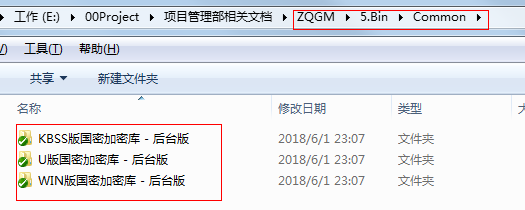 工作 (E:) ▸ 00Project ▸ 项目管理部相关文档 ▸ ZQGM ▸ 5.Bin ▸ Common ▸
V) 工具(T) 帮助(H)
共享 ▾ 新建文件夹
名称 修改日期 类型
KBSS版国密加密库 - 后台版 2018/6/1 23:07 文件夹
U版国密加密库 - 后台版 2018/6/1 23:07 文件夹
WIN版国密加密库 - 后台版 2018/6/1 23:07 文件夹